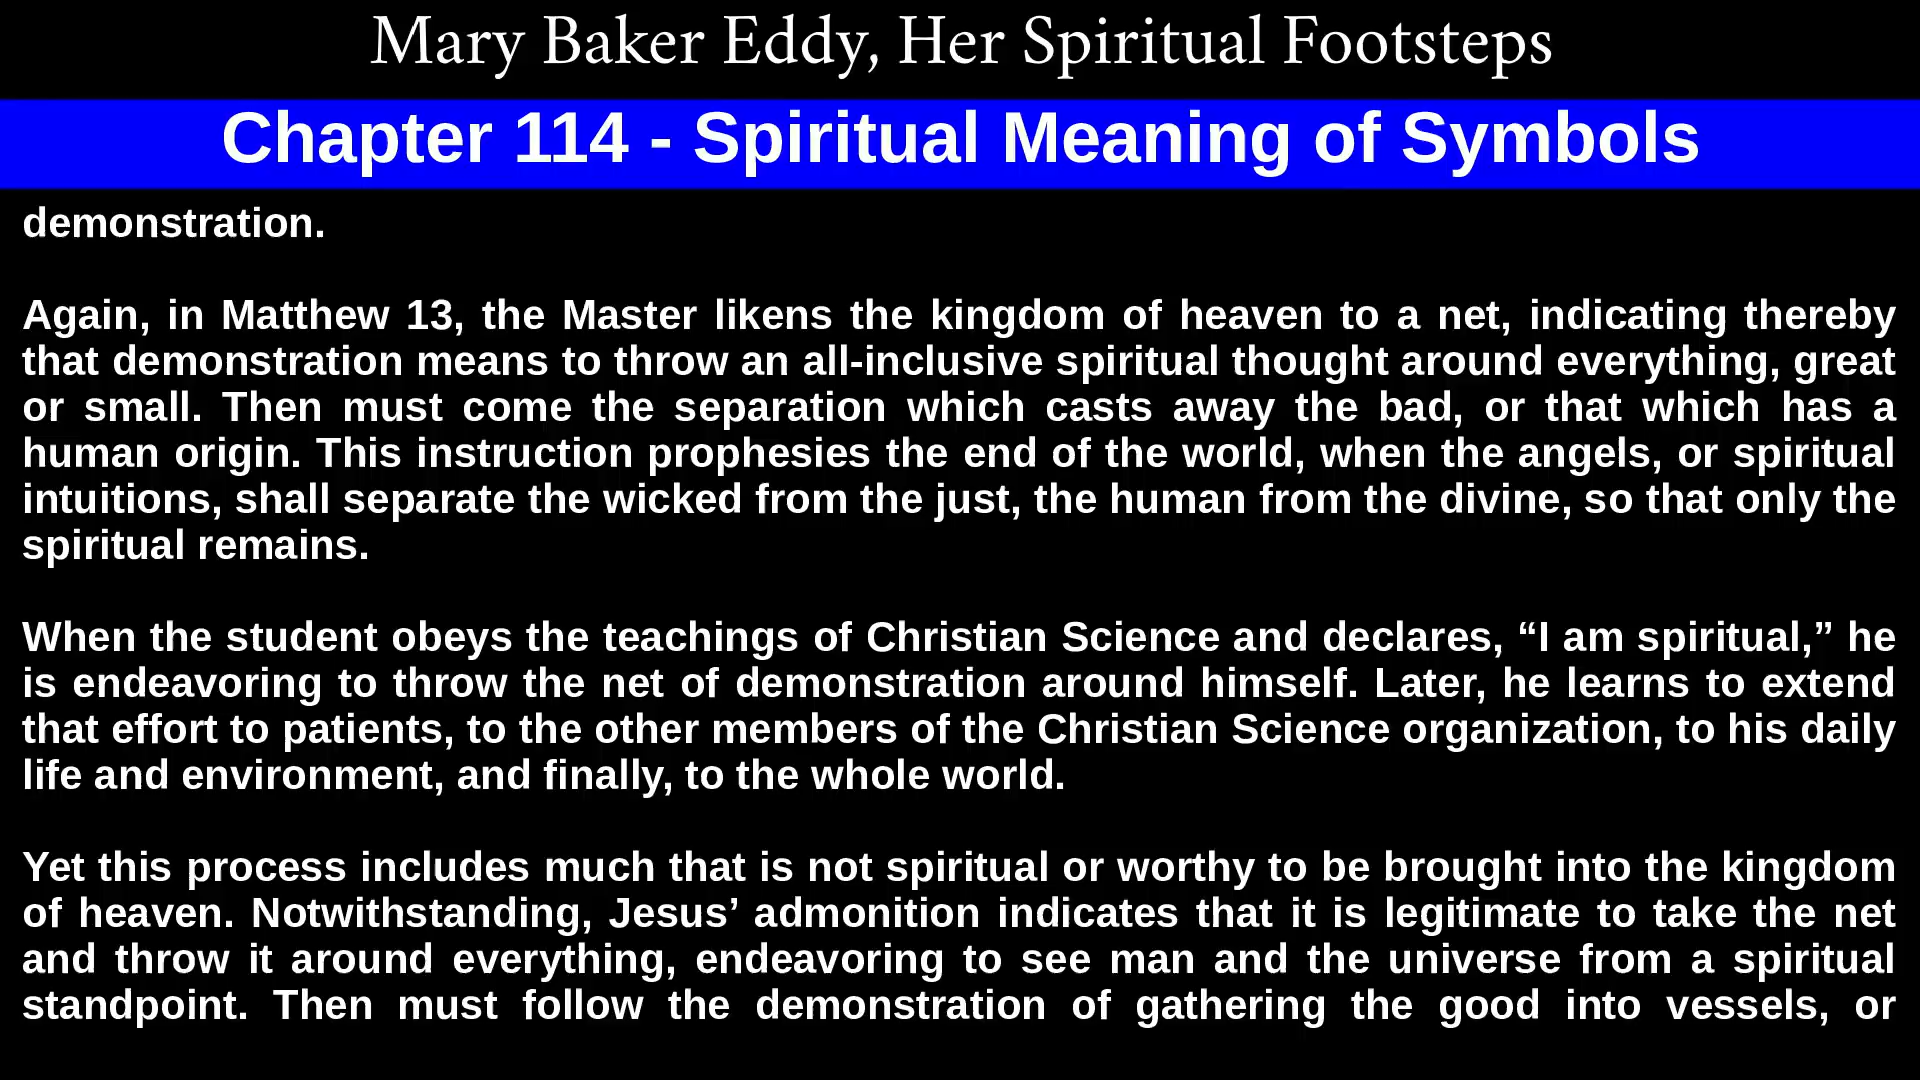 Mary Baker Eddy, Her Spiritual Footsteps
Chapter 114 - Spiritual Meaning of Symbols
demonstration.
Again, in Matthew 13, the Master likens the kingdom of heaven to a net, indicating thereby
that demonstration means to throw an all-inclusive spiritual thought around everything, great
or small. Then must come the separation which casts away the bad, or that which has a
human origin. This instruction prophesies the end of the world, when the angels, or spiritual
intuitions, shall separate the wicked from the just, the human from the divine, so that only the
spiritual remains.
When the student obeys the teachings of Christian Science and declares, “I am spiritual,” he
is endeavoring to throw the net of demonstration around himself. Later, he learns to extend
that effort to patients, to the other members of the Christian Science organization, to his daily
life and environment, and finally, to the whole world.
Yet this process includes much that is not spiritual or worthy to be brought into the kingdom
of heaven. Notwithstanding, Jesus’ admonition indicates that it is legitimate to take the net
and throw it around everything, endeavoring to see man and the universe from a spiritual
standpoint. Then must follow the demonstration of gathering the good into vessels, or